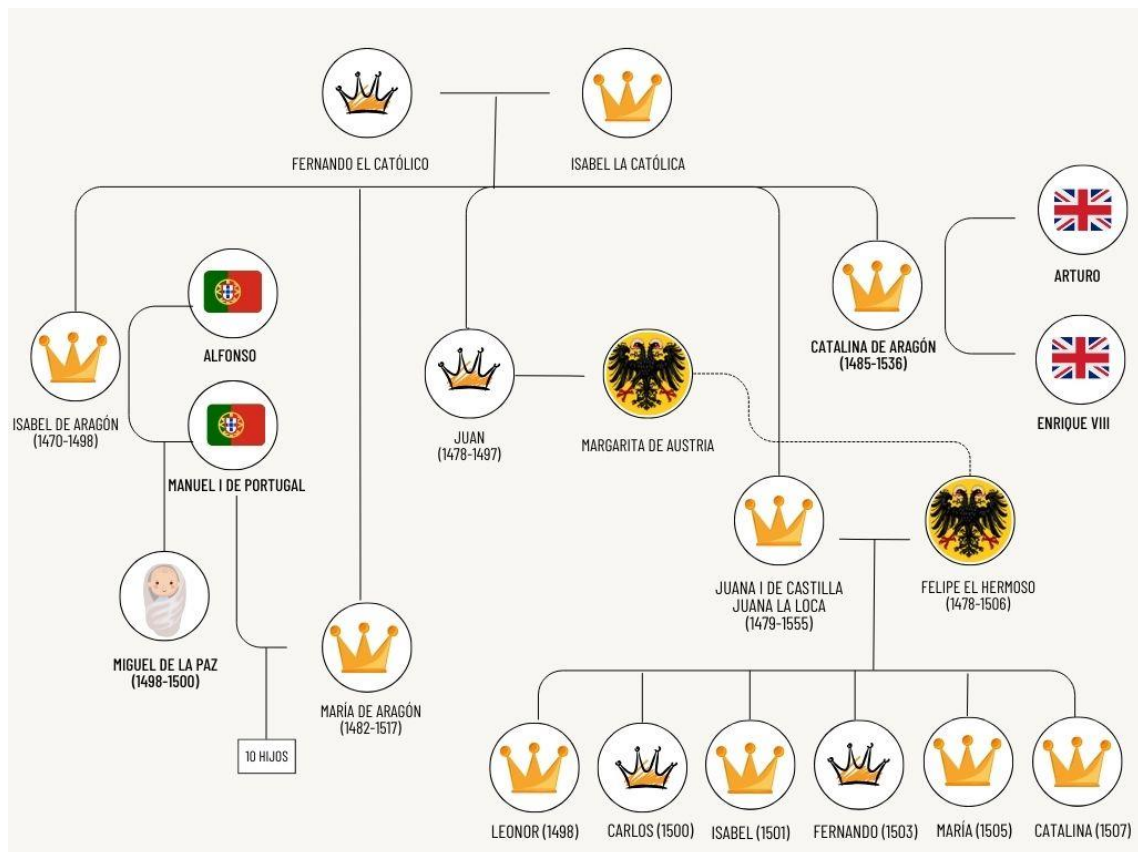 FERNANDO EL CATÓLICO
ISABEL LA CATÓLICA
ARTURO
ALFONSO
CATALINA DE ARAGÓN
(1485-1536)
ISABEL DE ARAGÓN
(1470-1498)
JUAN
(1478-1497)
MARGARITA DE AUSTRIA
ENRIQUE VIII
MANUEL I DE PORTUGAL
JUANA I DE CASTILLA
JUANA LA LOCA
(1479-1555)
FELIPE EL HERMOSO
(1478-1506)
MIGUEL DE LA PAZ
(1498-1500)
MARÍA DE ARAGÓN
(1482-1517)
10 HIJOS
LEONOR (1498)
CARLOS (1500)
ISABEL (1501)
FERNANDO (1503)
MARÍA (1505)
CATALINA (1507)